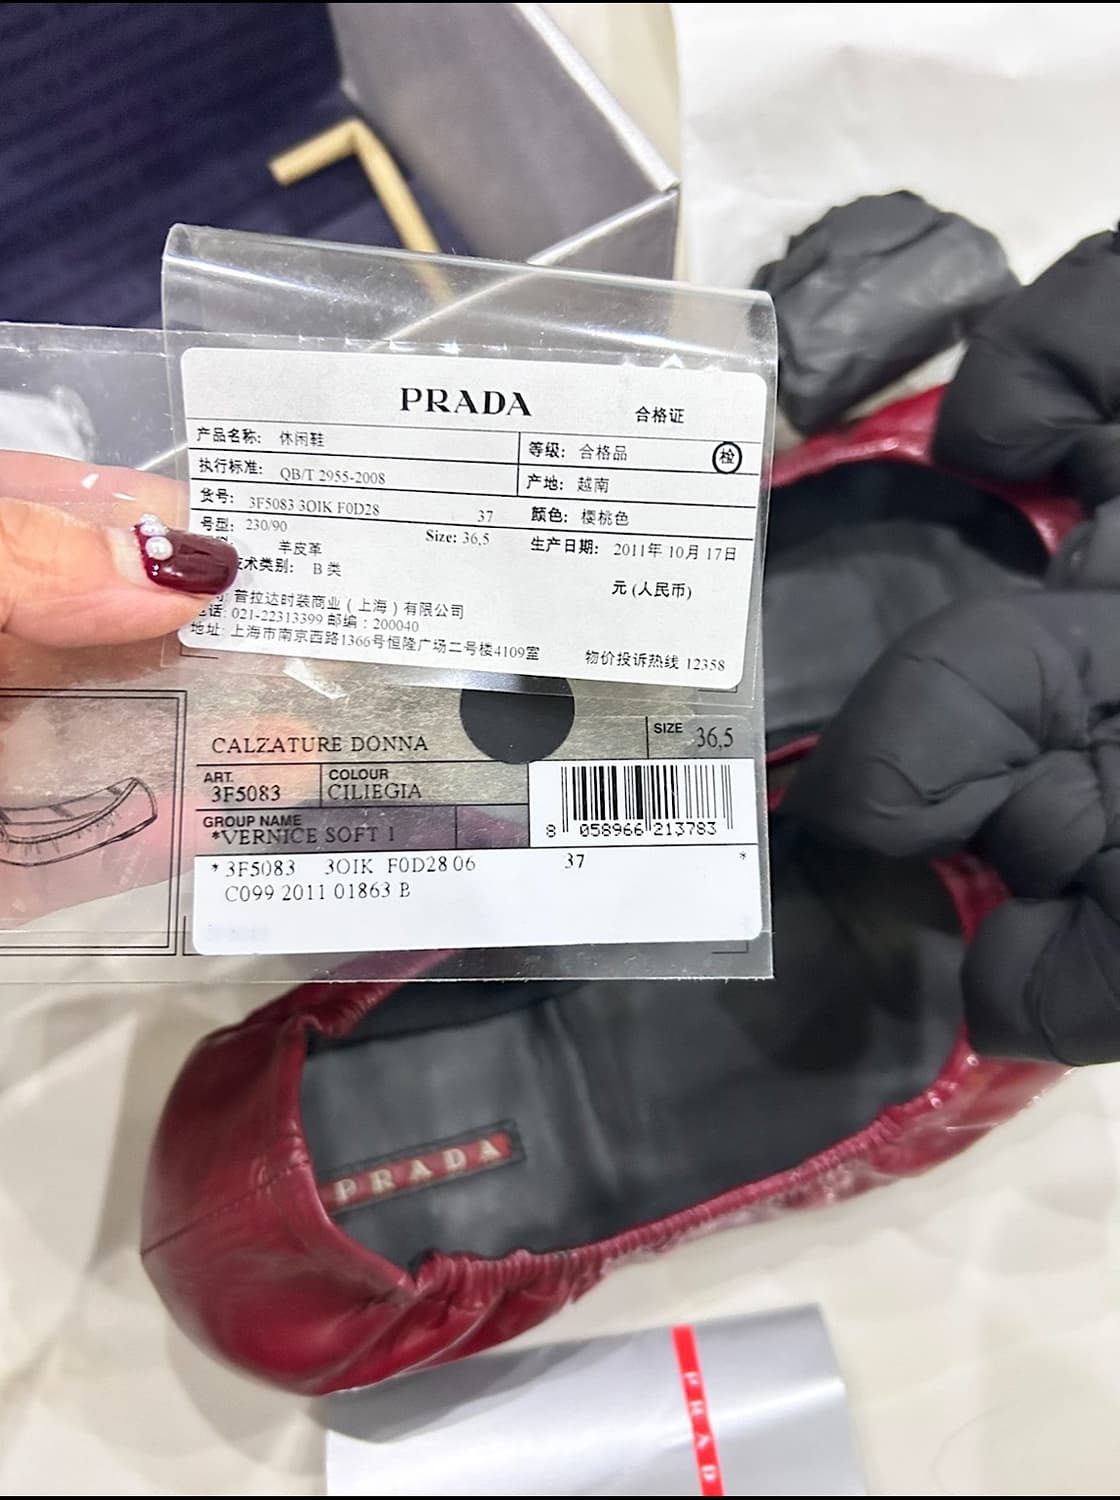 PRADA
合格证
产品名称: 休闲鞋
等级: 合格品
检
执行标准: QB/T 2955-2008
产地: 越南
货号: 3F5083 3OIK F0D28 37
颜色: 樱桃色
号型: 230/90
Size: 36,5
生产日期: 2011年 10月 17日
羊皮革
术类别: B 类
元 (人民币)
普拉达时装商业（上海）有限公司
话: 021-22313399 邮编: 200040
地址: 上海市南京西路1366号恒隆广场二号楼4109室
物价投诉热线 12358
CALZATURE DONNA
SIZE 36,5
ART. 3F5083
COLOUR CILIEGIA
GROUP NAME
*VERNICE SOFT 1
8 058966 213783
* 3F5083 3OIK F0D28 06 37 *
C099 2011 01863 B
PRADA
PRAD